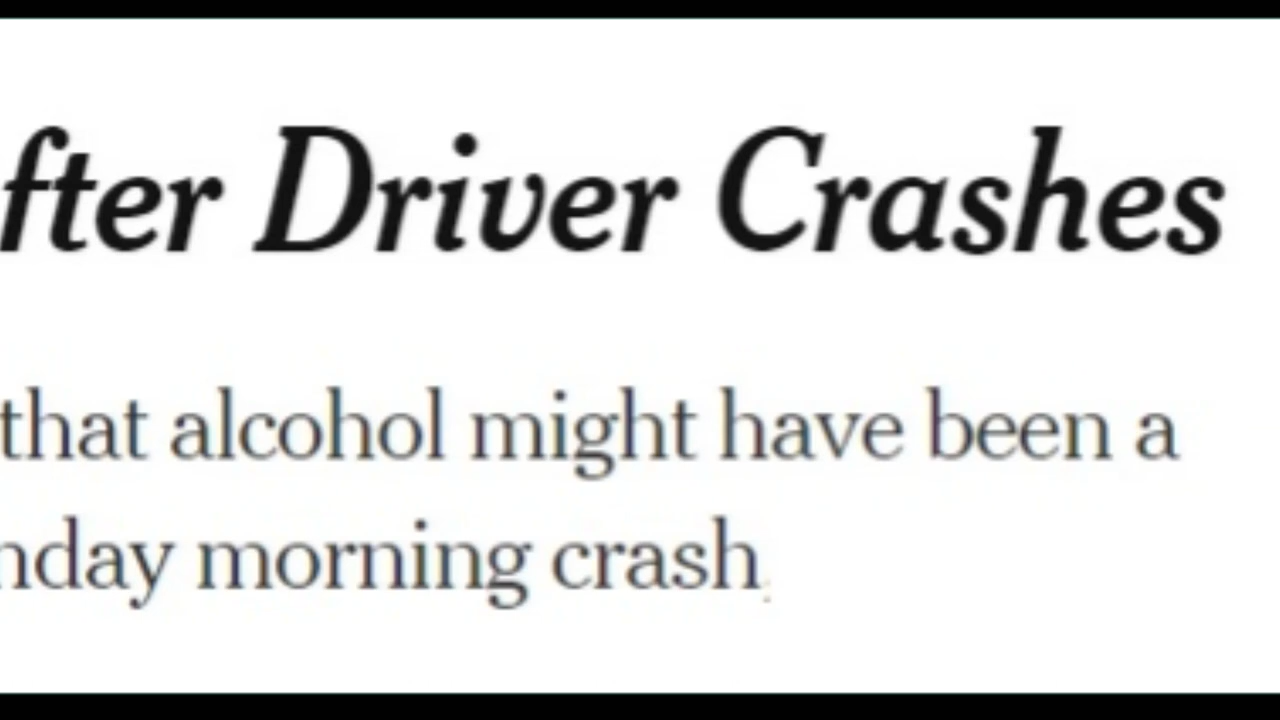 fter Driver Crashes
that alcohol might have been a
nday morning crash